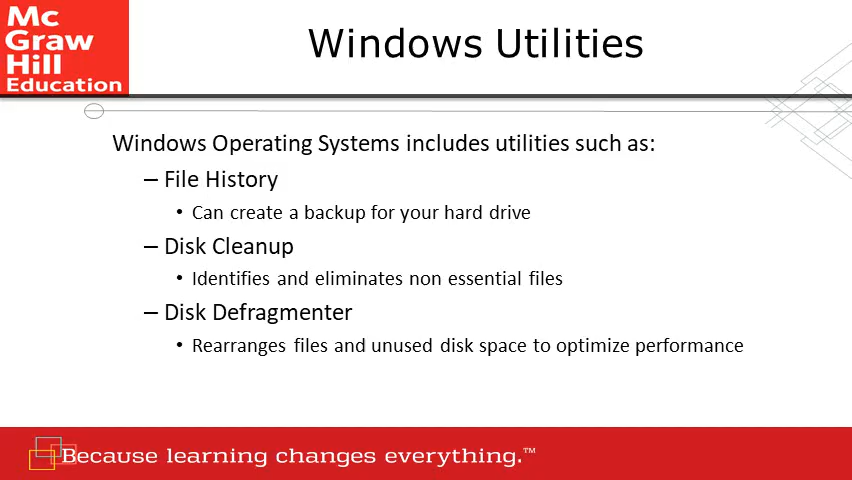 Mc
Graw
Hill
Education
Windows Utilities
Windows Operating Systems includes utilities such as:
– File History
• Can create a backup for your hard drive
– Disk Cleanup
• Identifies and eliminates non essential files
– Disk Defragmenter
• Rearranges files and unused disk space to optimize performance
Because learning changes everything.™